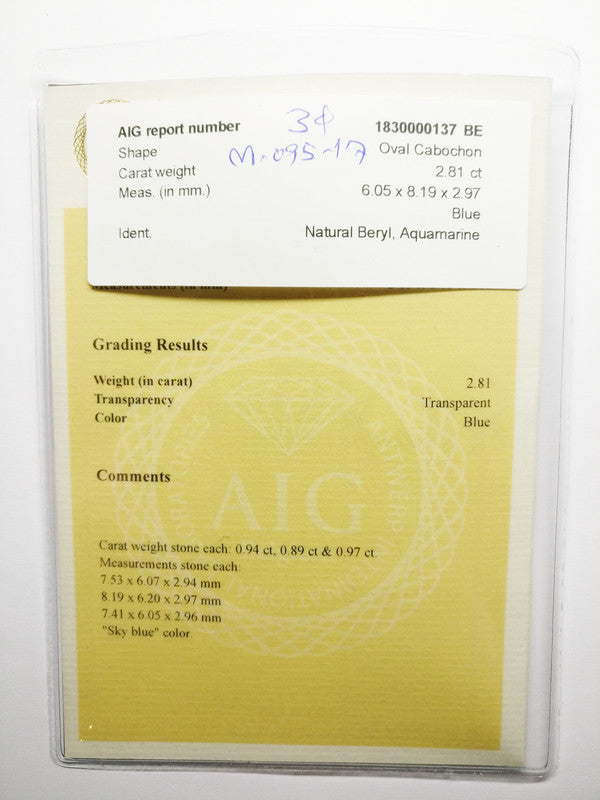 AIG report number 3¢ 1830000137 BE
Shape M-095-17 Oval Cabochon
Carat weight 2.81 ct
Meas. (in mm.) 6.05 x 8.19 x 2.97
Blue
Ident. Natural Beryl, Aquamarine
Measurements (in mm)
Grading Results
Weight (in carat) 2.81
Transparency Transparent
Color Blue
Comments
AIG
Carat weight stone each: 0.94 ct, 0.89 ct & 0.97 ct.
Measurements stone each:
7.53 x 6.07 x 2.94 mm
8.19 x 6.20 x 2.97 mm
7.41 x 6.05 x 2.96 mm
"Sky blue" color